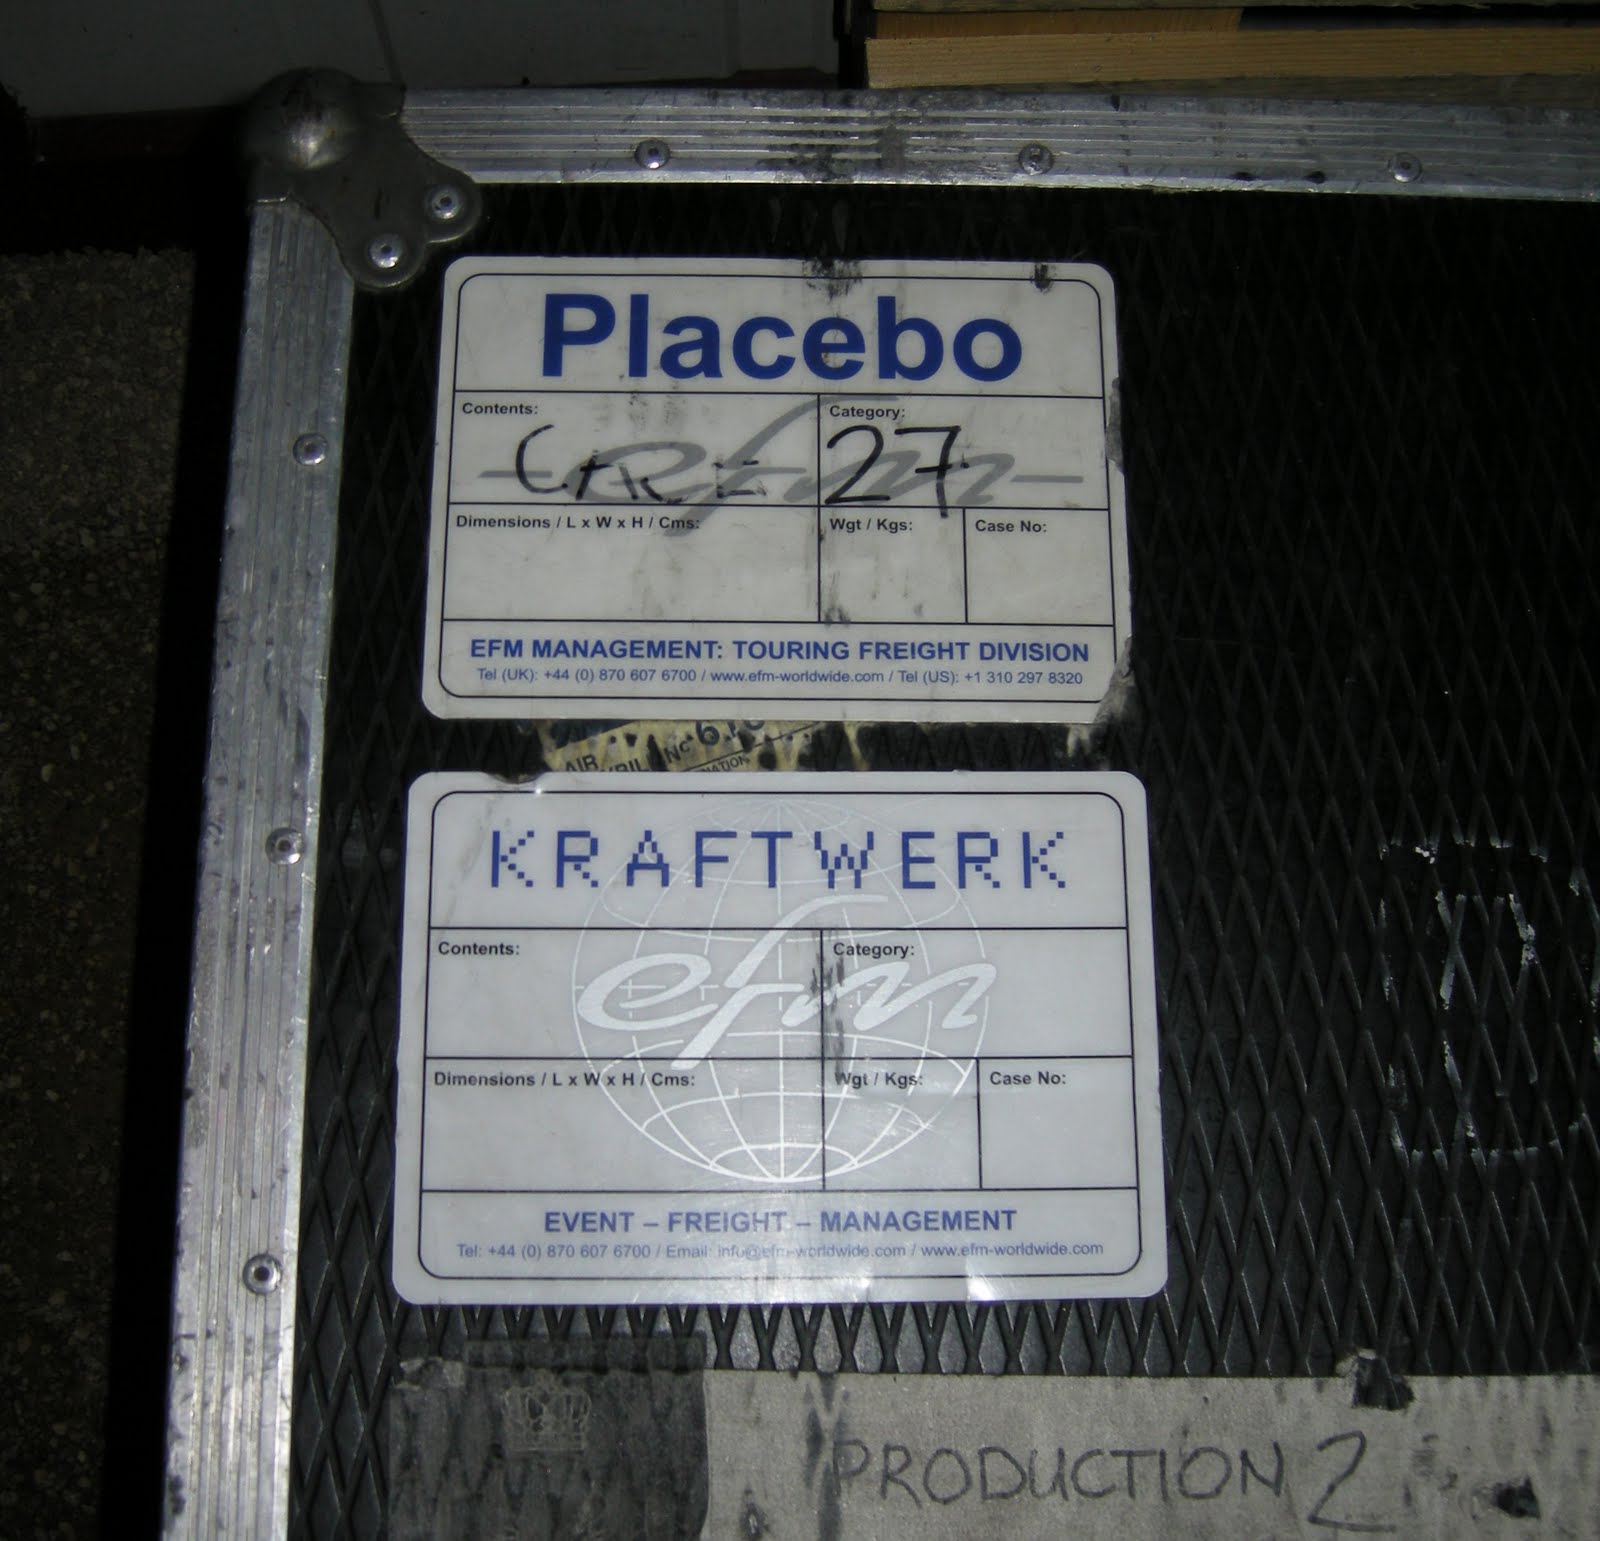 Placebo
Contents:
Category:
efm
27
Dimensions / L x W x H / Cms:
Wgt / Kgs:
Case No:
EFM MANAGEMENT: TOURING FREIGHT DIVISION
Tel (UK): +44 (0) 870 607 6700 / www.efm-worldwide.com / Tel (US): +1 310 297 8320
AIR
KRAFTWERK
Contents:
Category:
efm
Dimensions / L x W x H / Cms:
Wgt / Kgs:
Case No:
EVENT – FREIGHT – MANAGEMENT
Tel: +44 (0) 870 607 6700 / Email: info@efm-worldwide.com / www.efm-worldwide.com
PRODUCTION 2